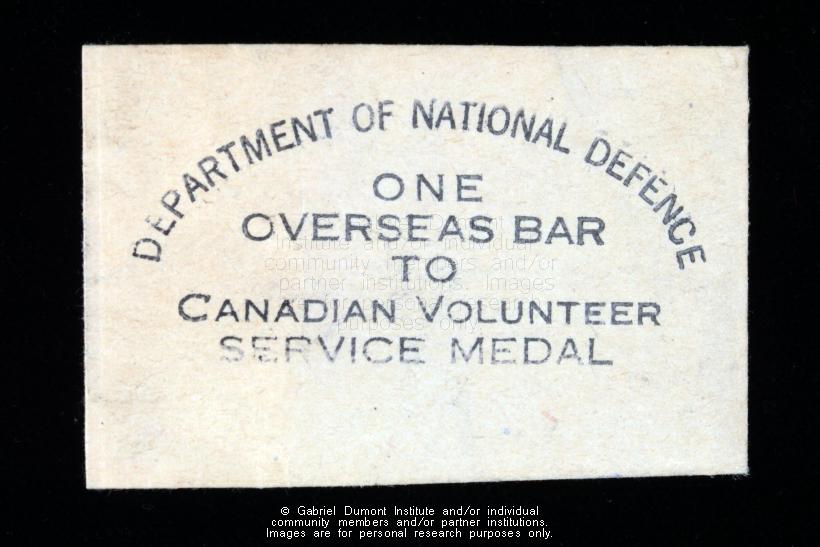 DEPARTMENT OF NATIONAL DEFENCE
ONE
OVERSEAS BAR
TO
CANADIAN VOLUNTEER
SERVICE MEDAL
© Gabriel Dumont Institute and/or individual
community members and/or partner institutions.
Images are for personal research purposes only.